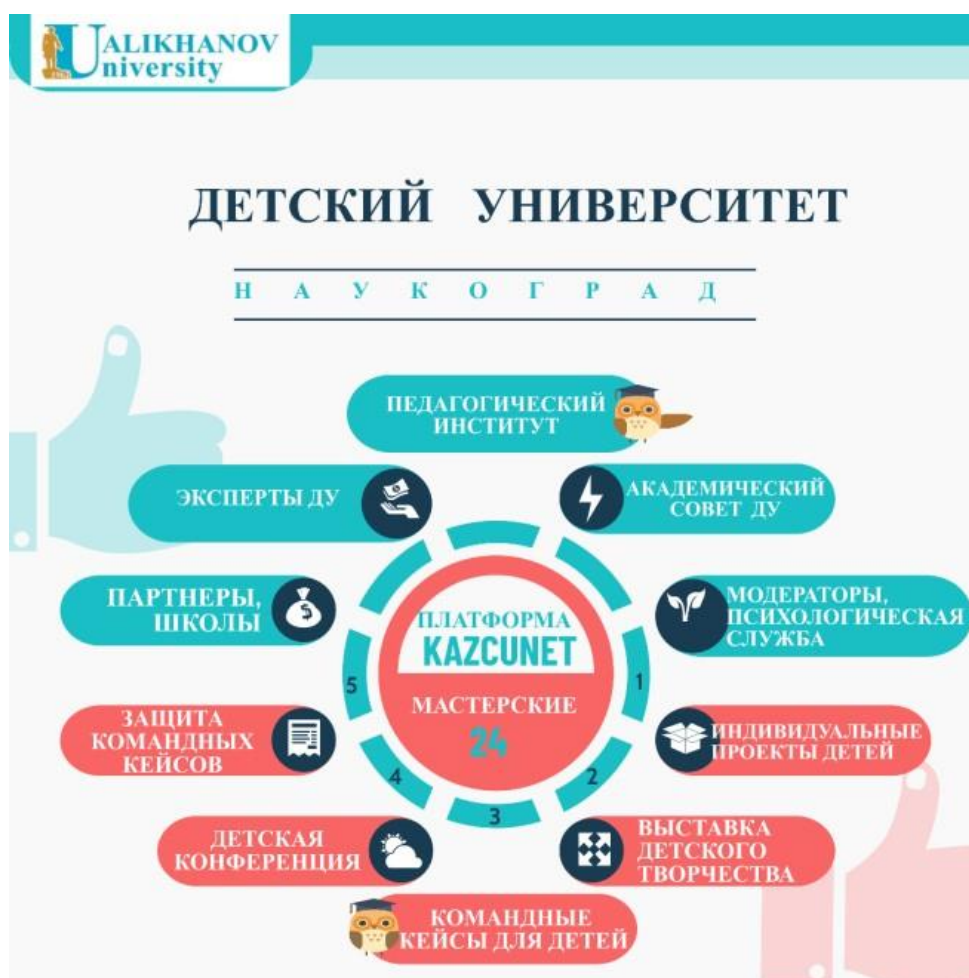 UALIKHANOV
University
ДЕТСКИЙ УНИВЕРСИТЕТ
НАУКОГРАД
ПЕДАГОГИЧЕСКИЙ
ИНСТИТУТ
ЭКСПЕРТЫ ДУ
АКАДЕМИЧЕСКИЙ
СОВЕТ ДУ
ПАРТНЕРЫ,
ШКОЛЫ
МОДЕРАТОРЫ,
ПСИХОЛОГИЧЕСКАЯ
СЛУЖБА
ПЛАТФОРМА
KAZCUNET
МАСТЕРСКИЕ
24
5
1
4
2
3
ЗАЩИТА
КОМАНДНЫХ
КЕЙСОВ
ИНДИВИДУАЛЬНЫЕ
ПРОЕКТЫ ДЕТЕЙ
ДЕТСКАЯ
КОНФЕРЕНЦИЯ
ВЫСТАВКА
ДЕТСКОГО
ТВОРЧЕСТВА
КОМАНДНЫЕ
КЕЙСЫ ДЛЯ ДЕТЕЙ